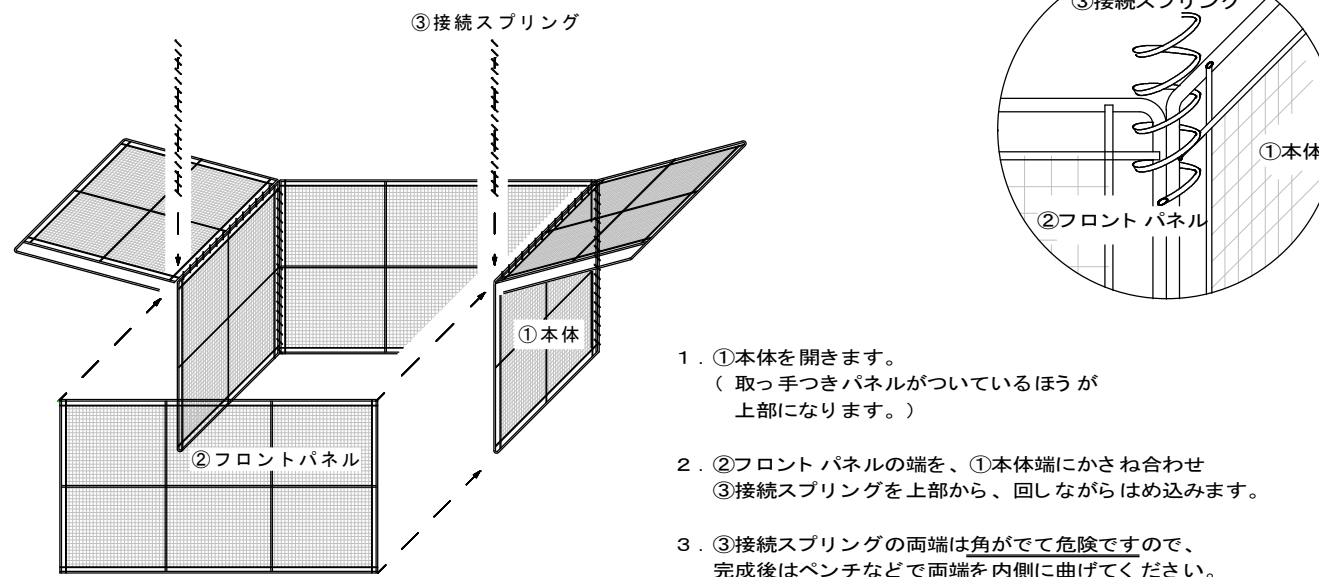 ③接続スプリング
①本体
②フロントパネル
③接続スプリング
①本体
②フロントパネル
1．①本体を開きます。
（取っ手つきパネルがついているほうが
上部になります。）
2．②フロントパネルの端を、①本体端にかさね合わせ
③接続スプリングを上部から、回しながらはめ込みます。
3．③接続スプリングの両端は角がでて危険ですので、
完成後はペンチなどで両端を内側に曲げてください。